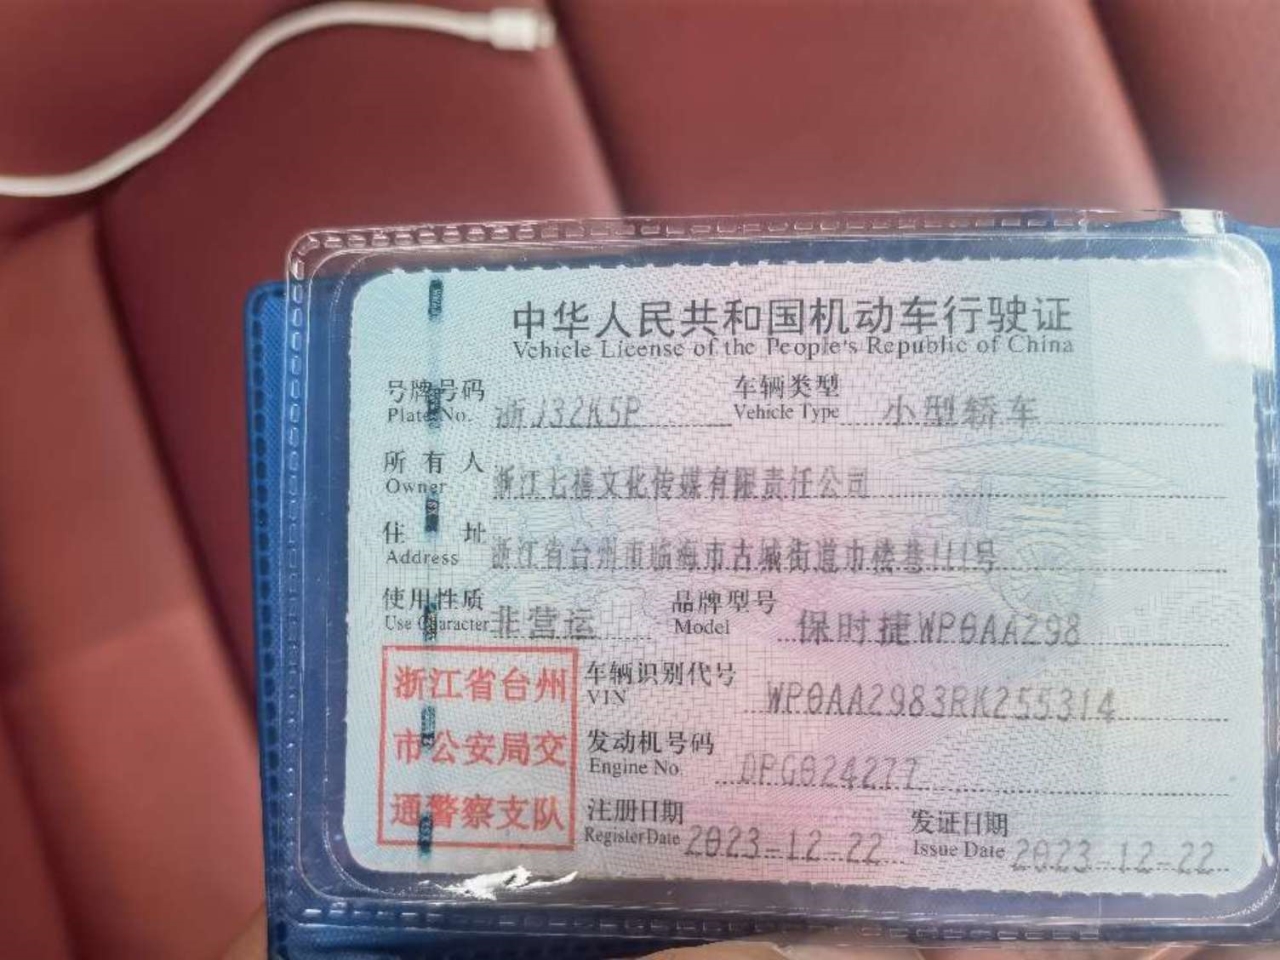 中华人民共和国机动车行驶证
Vehicle License of the People's Republic of China
号牌号码 浙J32K5P 车辆类型 小型轿车
Plate No. Vehicle Type
所有人 浙江七禧文化传媒有限责任公司
Owner
住址 浙江省台州市临海市古城街道巾楼巷111号
Address
使用性质 非营运 品牌型号 保时捷WP0AA298
Use Character Model
浙江省台州
市公安局交
通警察支队
车辆识别代号 WP0AA2983RK255314
VIN
发动机号码 DPG024277
Engine No.
注册日期 2023-12-22 发证日期 2023-12-22
Register Date Issue Date